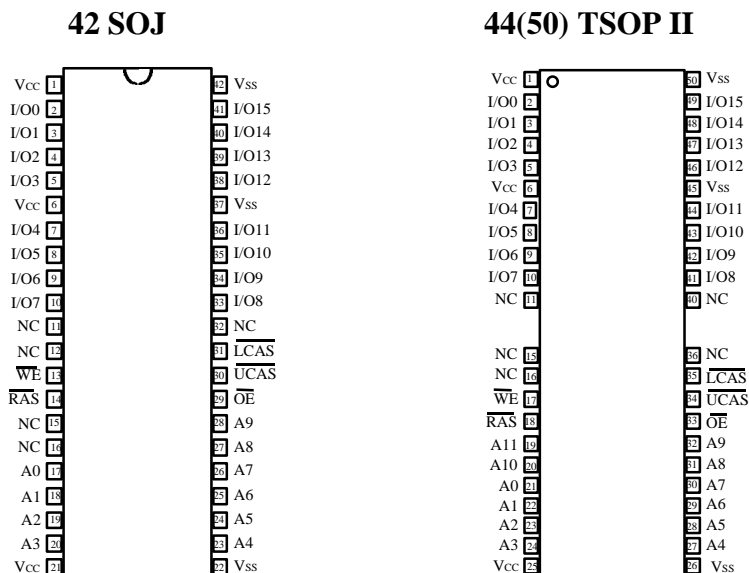 42 SOJ
44(50) TSOP II
Vcc 1 42 Vss
I/O0 2 41 I/O15
I/O1 3 40 I/O14
I/O2 4 39 I/O13
I/O3 5 38 I/O12
Vcc 6 37 Vss
I/O4 7 36 I/O11
I/O5 8 35 I/O10
I/O6 9 34 I/O9
I/O7 10 33 I/O8
NC 11 32 NC
NC 12 31 LCAS
WE 13 30 UCAS
RAS 14 29 OE
NC 15 28 A9
NC 16 27 A8
A0 17 26 A7
A1 18 25 A6
A2 19 24 A5
A3 20 23 A4
Vcc 21 22 Vss
Vcc 1 50 Vss
I/O0 2 49 I/O15
I/O1 3 48 I/O14
I/O2 4 47 I/O13
I/O3 5 46 I/O12
Vcc 6 45 Vss
I/O4 7 44 I/O11
I/O5 8 43 I/O10
I/O6 9 42 I/O9
I/O7 10 41 I/O8
NC 11 40 NC
NC 15 36 NC
NC 16 35 LCAS
WE 17 34 UCAS
RAS 18 33 OE
A11 19 32 A9
A10 20 31 A8
A0 21 30 A7
A1 22 29 A6
A2 23 28 A5
A3 24 27 A4
Vcc 25 26 Vss